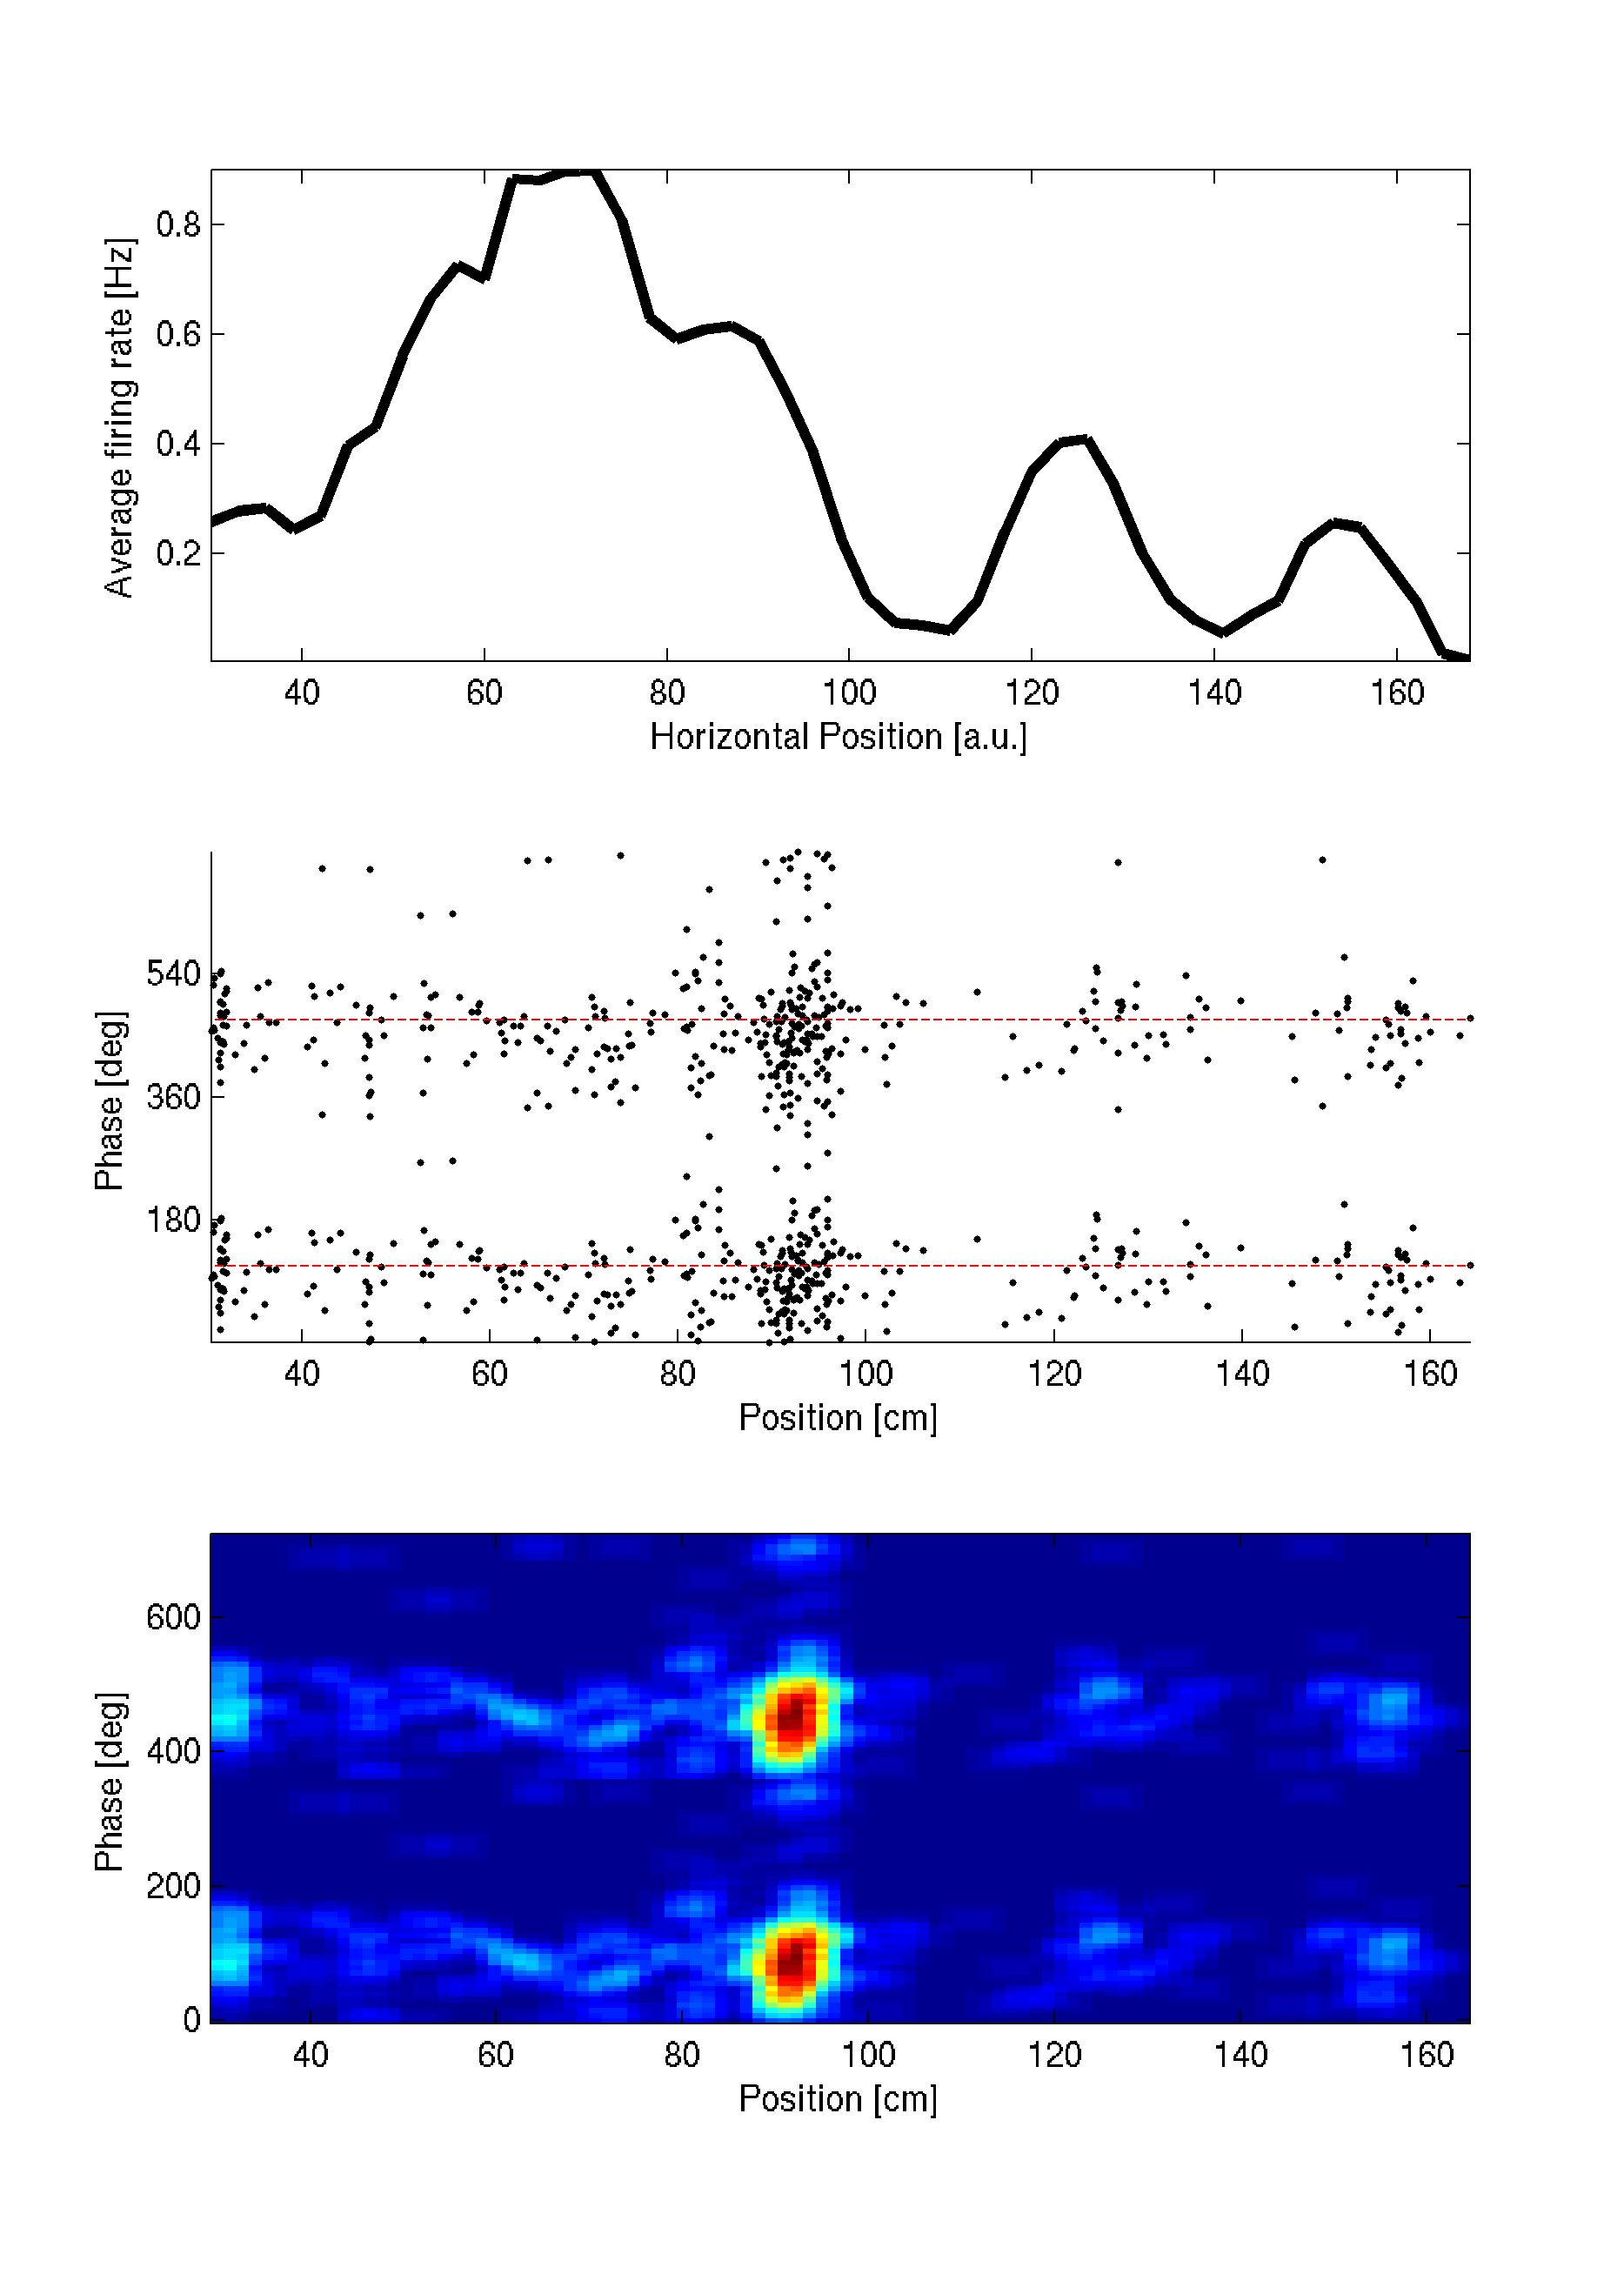 Average firing rate [Hz]
0.8
0.6
0.4
0.2
40 60 80 100 120 140 160
Horizontal Position [a.u.]
Phase [deg]
540
360
180
40 60 80 100 120 140 160
Position [cm]
Phase [deg]
600
400
200
0
40 60 80 100 120 140 160
Position [cm]